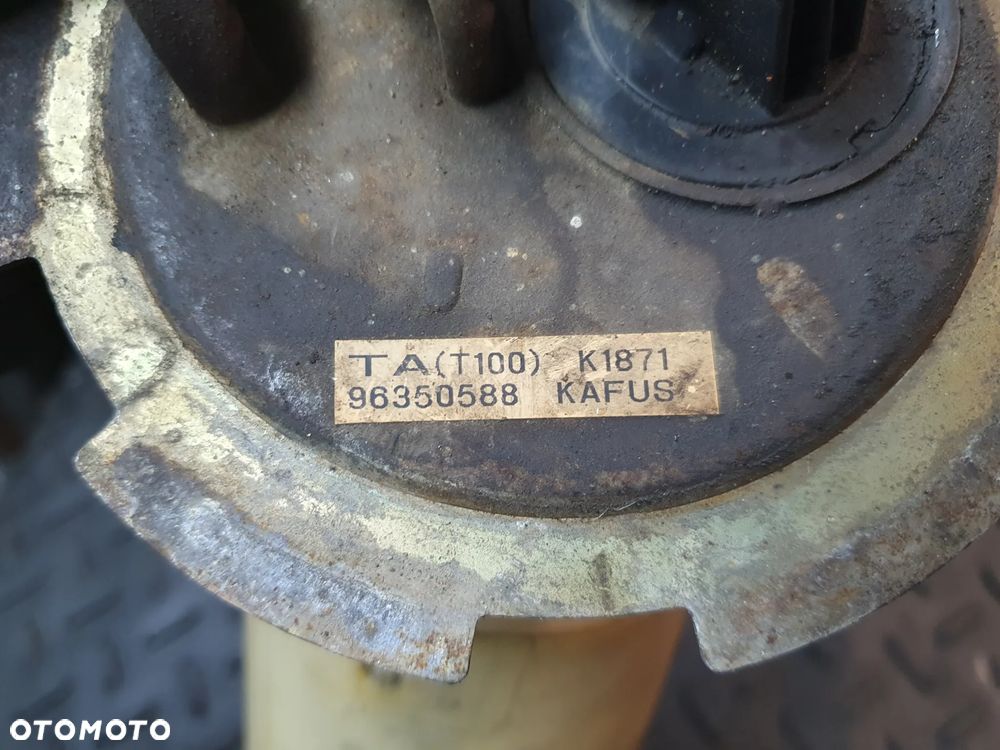 TA(T100) K1871
96350588 KAFUS
OTOMOTO